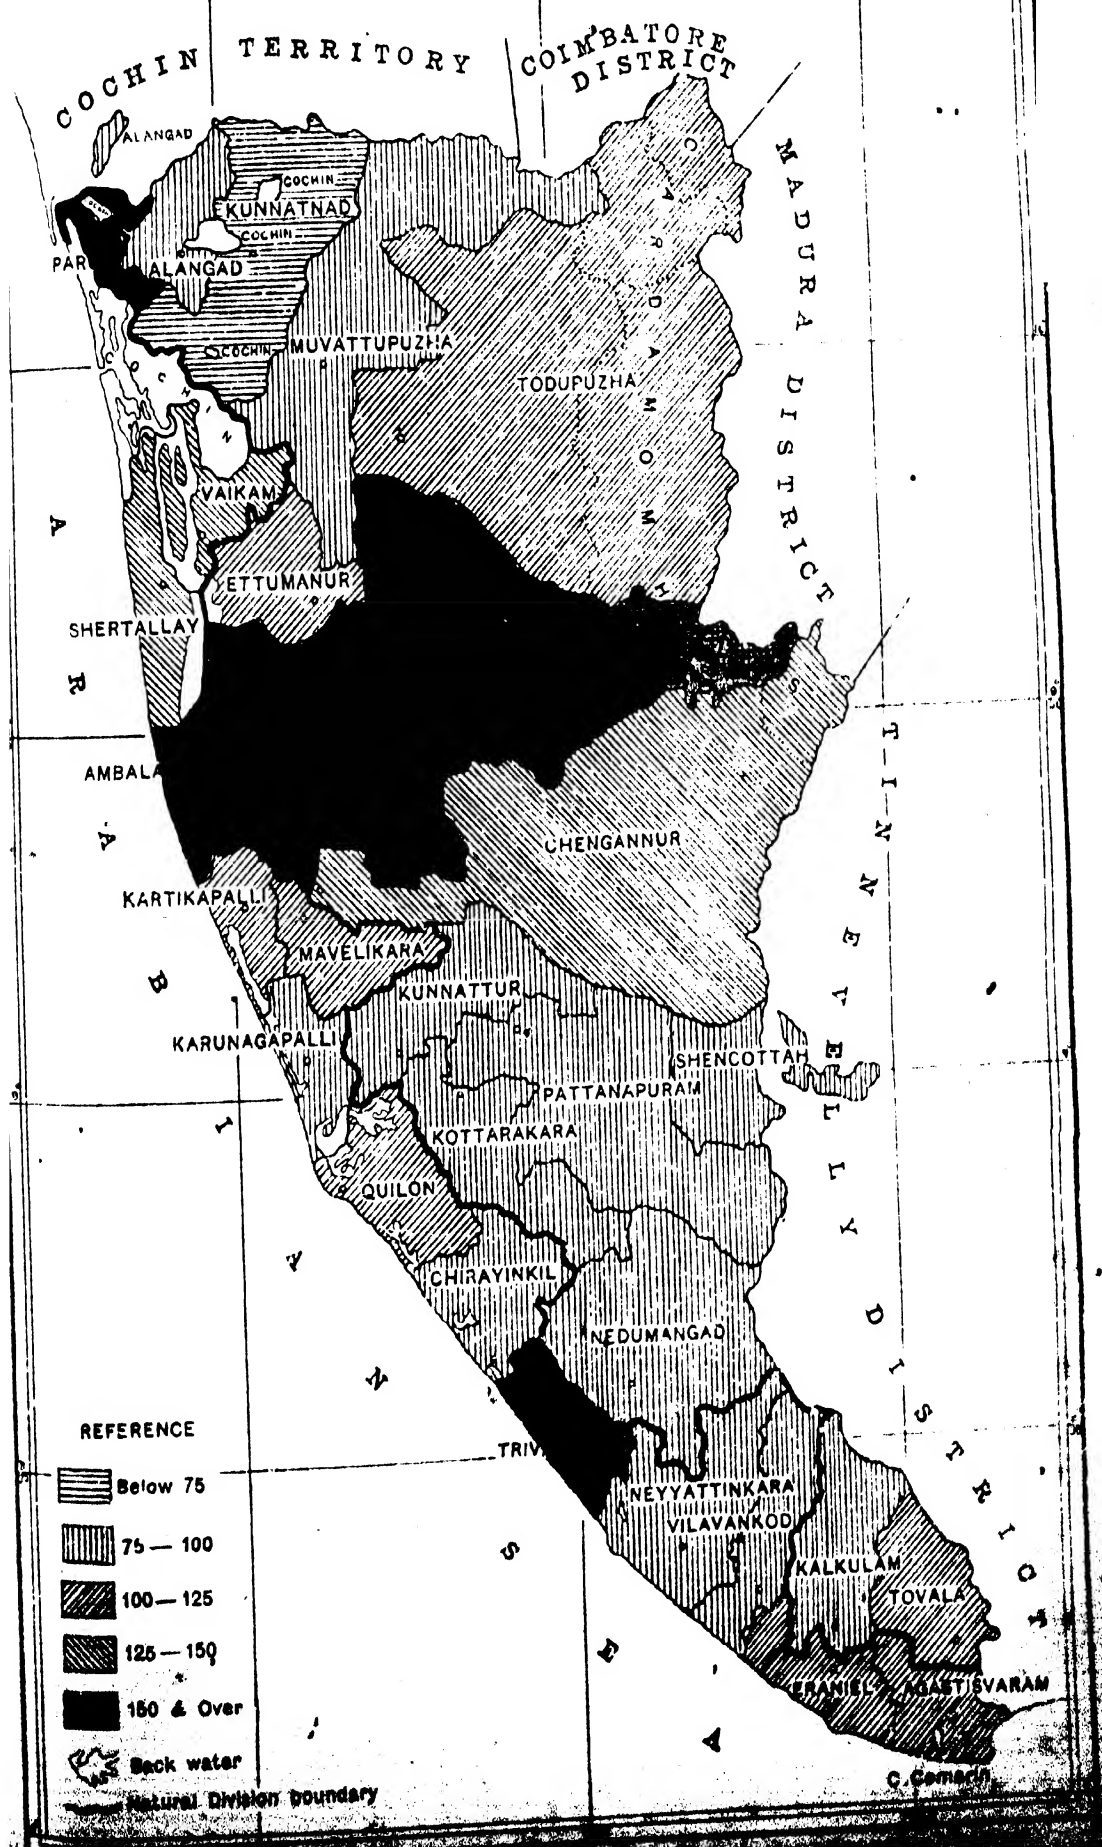 COCHIN TERRITORY
COIMBATORE
DISTRICT
MADURA DISTRICT
ALANGAD
COCHIN
KUNNATNAD
COCHIN
PAR
ALANGAD
COCHIN
MUVATTUPUZHA
COCHIN
TODUPUZHA
CARDAMOM HILLS
VAIKAM
ETTUMANUR
SHERTALLAY
AMBALA
CHENGANNUR
KARTIKAPALLI
MAVELIKARA
KUNNATTUR
KARUNAGAPALLI
SHENCOTTAH
PATTANAPURAM
KOTTARAKARA
QUILON
CHIRAYINKIL
NEDUMANGAD
TRIV
NEYYATTINKARA
VILAVANKOD
KALKULAM
TOVALA
ERANIEL
AGASTISVARAM
C. Comarin
TINNEVELLY DISTRICT
ARABIAN SEA
REFERENCE
Below 75
75 — 100
100 — 125
125 — 150
150 & Over
Back water
Natural Division boundary